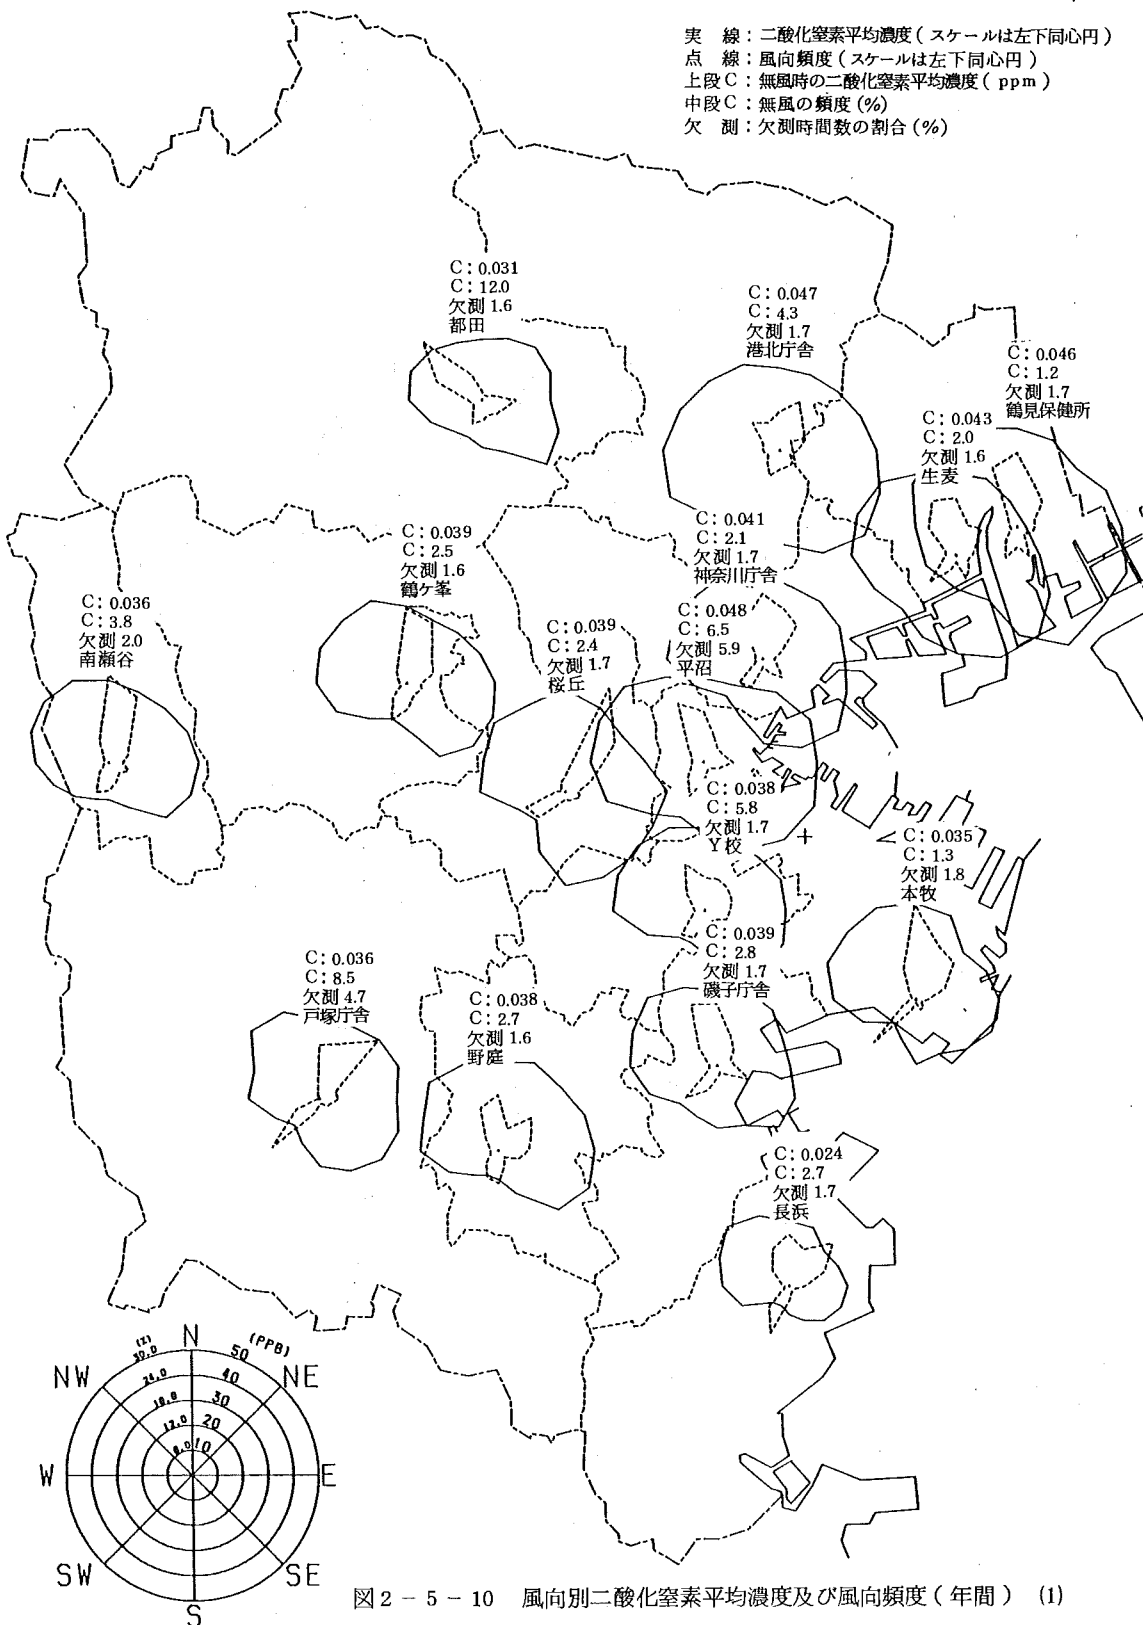 実　線：二酸化窒素平均濃度（スケールは左下同心円）
点　線：風向頻度（スケールは左下同心円）
上段C：無風時の二酸化窒素平均濃度（ppm）
中段C：無風の頻度（%）
欠　測：欠測時間数の割合（%）
C：0.031
C：12.0
欠測 1.6
都田
C：0.047
C：4.3
欠測 1.7
港北庁舎
C：0.046
C：1.2
欠測 1.7
鶴見保健所
C：0.043
C：2.0
欠測 1.6
生麦
C：0.041
C：2.1
欠測 1.7
神奈川庁舎
C：0.039
C：2.5
欠測 1.6
鶴ケ峯
C：0.036
C：3.8
欠測 2.0
南瀬谷
C：0.039
C：2.4
欠測 1.7
桜丘
C：0.048
C：6.5
欠測 5.9
平沼
C：0.038
C：5.8
欠測 1.7
Y校
C：0.035
C：1.3
欠測 1.8
本牧
C：0.039
C：2.8
欠測 1.7
磯子庁舎
C：0.036
C：8.5
欠測 4.7
戸塚庁舎
C：0.038
C：2.7
欠測 1.6
野庭
C：0.024
C：2.7
欠測 1.7
長浜
N
(%) (PPB)
30.0 50
NW NE
24.0 40
18.0 30
12.0 20
6.0 10
W E
SW SE
S
図2－5－10　風向別二酸化窒素平均濃度及び風向頻度（年間）　(1)